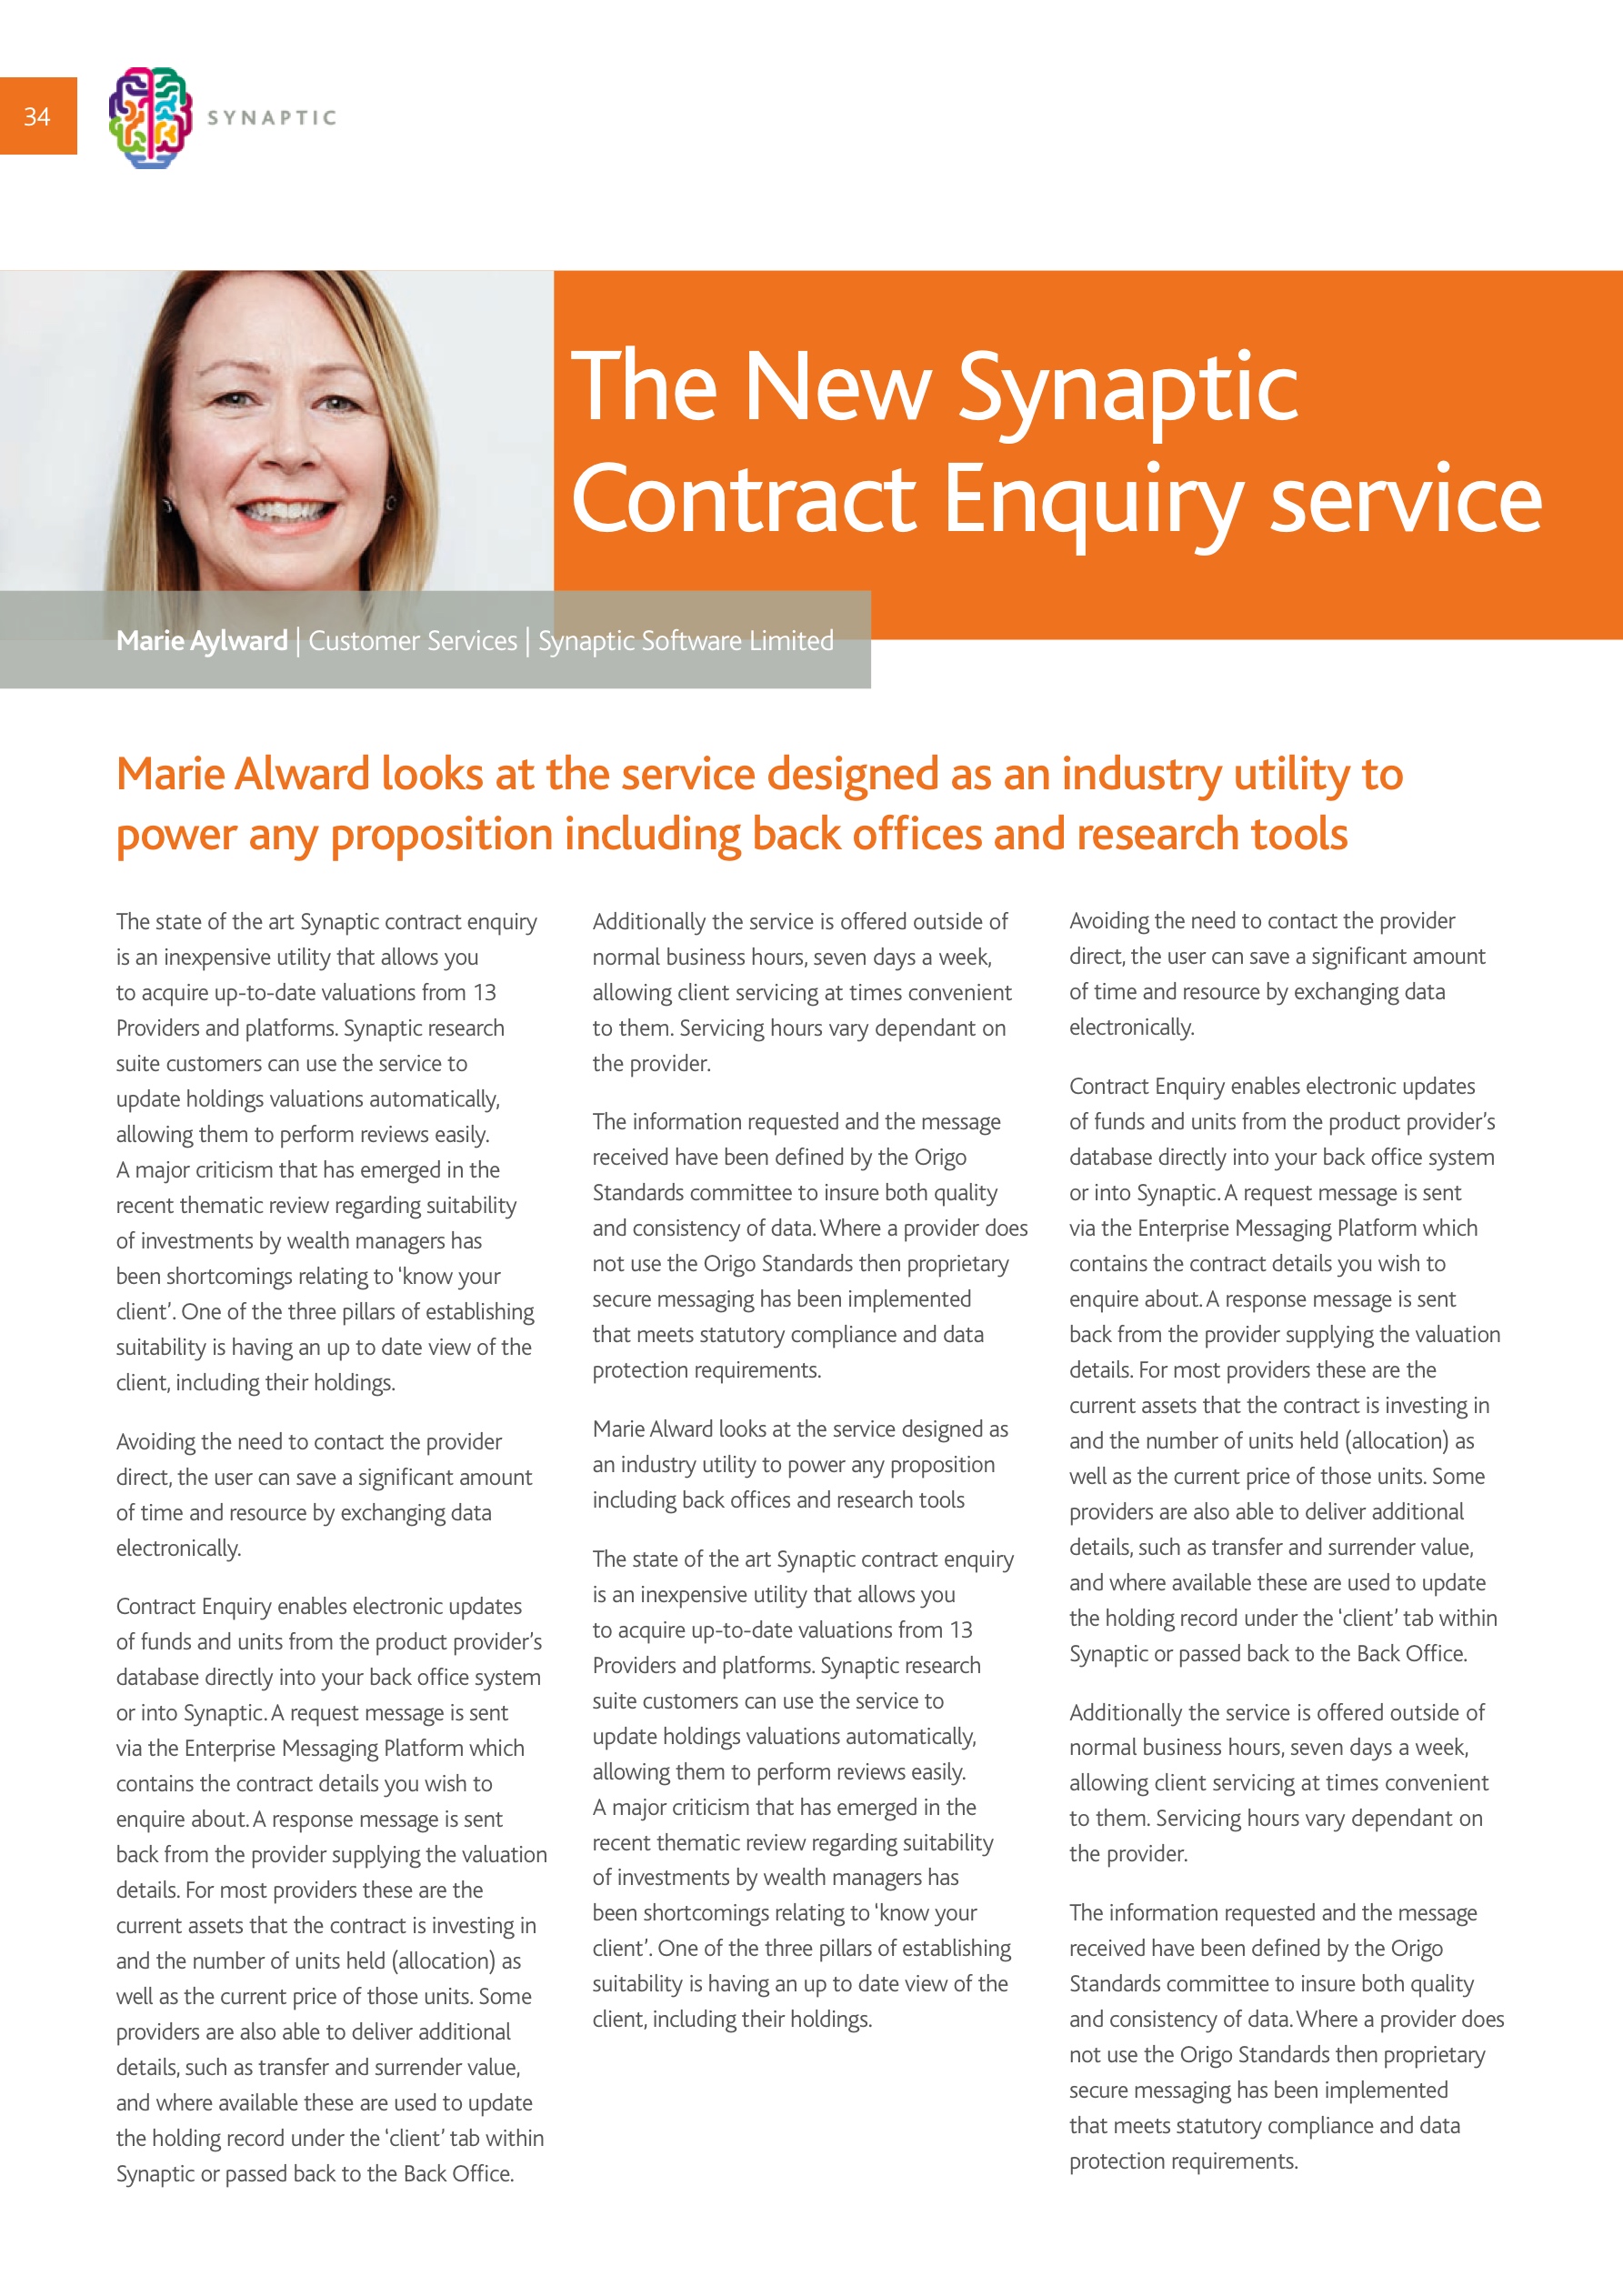 34
SYNAPTIC
The New Synaptic
Contract Enquiry service
Marie Aylward | Customer Services | Synaptic Software Limited
Marie Alward looks at the service designed as an industry utility to
power any proposition including back offices and research tools
The state of the art Synaptic contract enquiry
is an inexpensive utility that allows you
to acquire up-to-date valuations from 13
Providers and platforms. Synaptic research
suite customers can use the service to
update holdings valuations automatically,
allowing them to perform reviews easily.
A major criticism that has emerged in the
recent thematic review regarding suitability
of investments by wealth managers has
been shortcomings relating to ‘know your
client’. One of the three pillars of establishing
suitability is having an up to date view of the
client, including their holdings.
Avoiding the need to contact the provider
direct, the user can save a significant amount
of time and resource by exchanging data
electronically.
Contract Enquiry enables electronic updates
of funds and units from the product provider’s
database directly into your back office system
or into Synaptic. A request message is sent
via the Enterprise Messaging Platform which
contains the contract details you wish to
enquire about. A response message is sent
back from the provider supplying the valuation
details. For most providers these are the
current assets that the contract is investing in
and the number of units held (allocation) as
well as the current price of those units. Some
providers are also able to deliver additional
details, such as transfer and surrender value,
and where available these are used to update
the holding record under the ‘client’ tab within
Synaptic or passed back to the Back Office.
Additionally the service is offered outside of
normal business hours, seven days a week,
allowing client servicing at times convenient
to them. Servicing hours vary dependant on
the provider.
The information requested and the message
received have been defined by the Origo
Standards committee to insure both quality
and consistency of data. Where a provider does
not use the Origo Standards then proprietary
secure messaging has been implemented
that meets statutory compliance and data
protection requirements.
Marie Alward looks at the service designed as
an industry utility to power any proposition
including back offices and research tools
The state of the art Synaptic contract enquiry
is an inexpensive utility that allows you
to acquire up-to-date valuations from 13
Providers and platforms. Synaptic research
suite customers can use the service to
update holdings valuations automatically,
allowing them to perform reviews easily.
A major criticism that has emerged in the
recent thematic review regarding suitability
of investments by wealth managers has
been shortcomings relating to ‘know your
client’. One of the three pillars of establishing
suitability is having an up to date view of the
client, including their holdings.
Avoiding the need to contact the provider
direct, the user can save a significant amount
of time and resource by exchanging data
electronically.
Contract Enquiry enables electronic updates
of funds and units from the product provider’s
database directly into your back office system
or into Synaptic. A request message is sent
via the Enterprise Messaging Platform which
contains the contract details you wish to
enquire about. A response message is sent
back from the provider supplying the valuation
details. For most providers these are the
current assets that the contract is investing in
and the number of units held (allocation) as
well as the current price of those units. Some
providers are also able to deliver additional
details, such as transfer and surrender value,
and where available these are used to update
the holding record under the ‘client’ tab within
Synaptic or passed back to the Back Office.
Additionally the service is offered outside of
normal business hours, seven days a week,
allowing client servicing at times convenient
to them. Servicing hours vary dependant on
the provider.
The information requested and the message
received have been defined by the Origo
Standards committee to insure both quality
and consistency of data. Where a provider does
not use the Origo Standards then proprietary
secure messaging has been implemented
that meets statutory compliance and data
protection requirements.